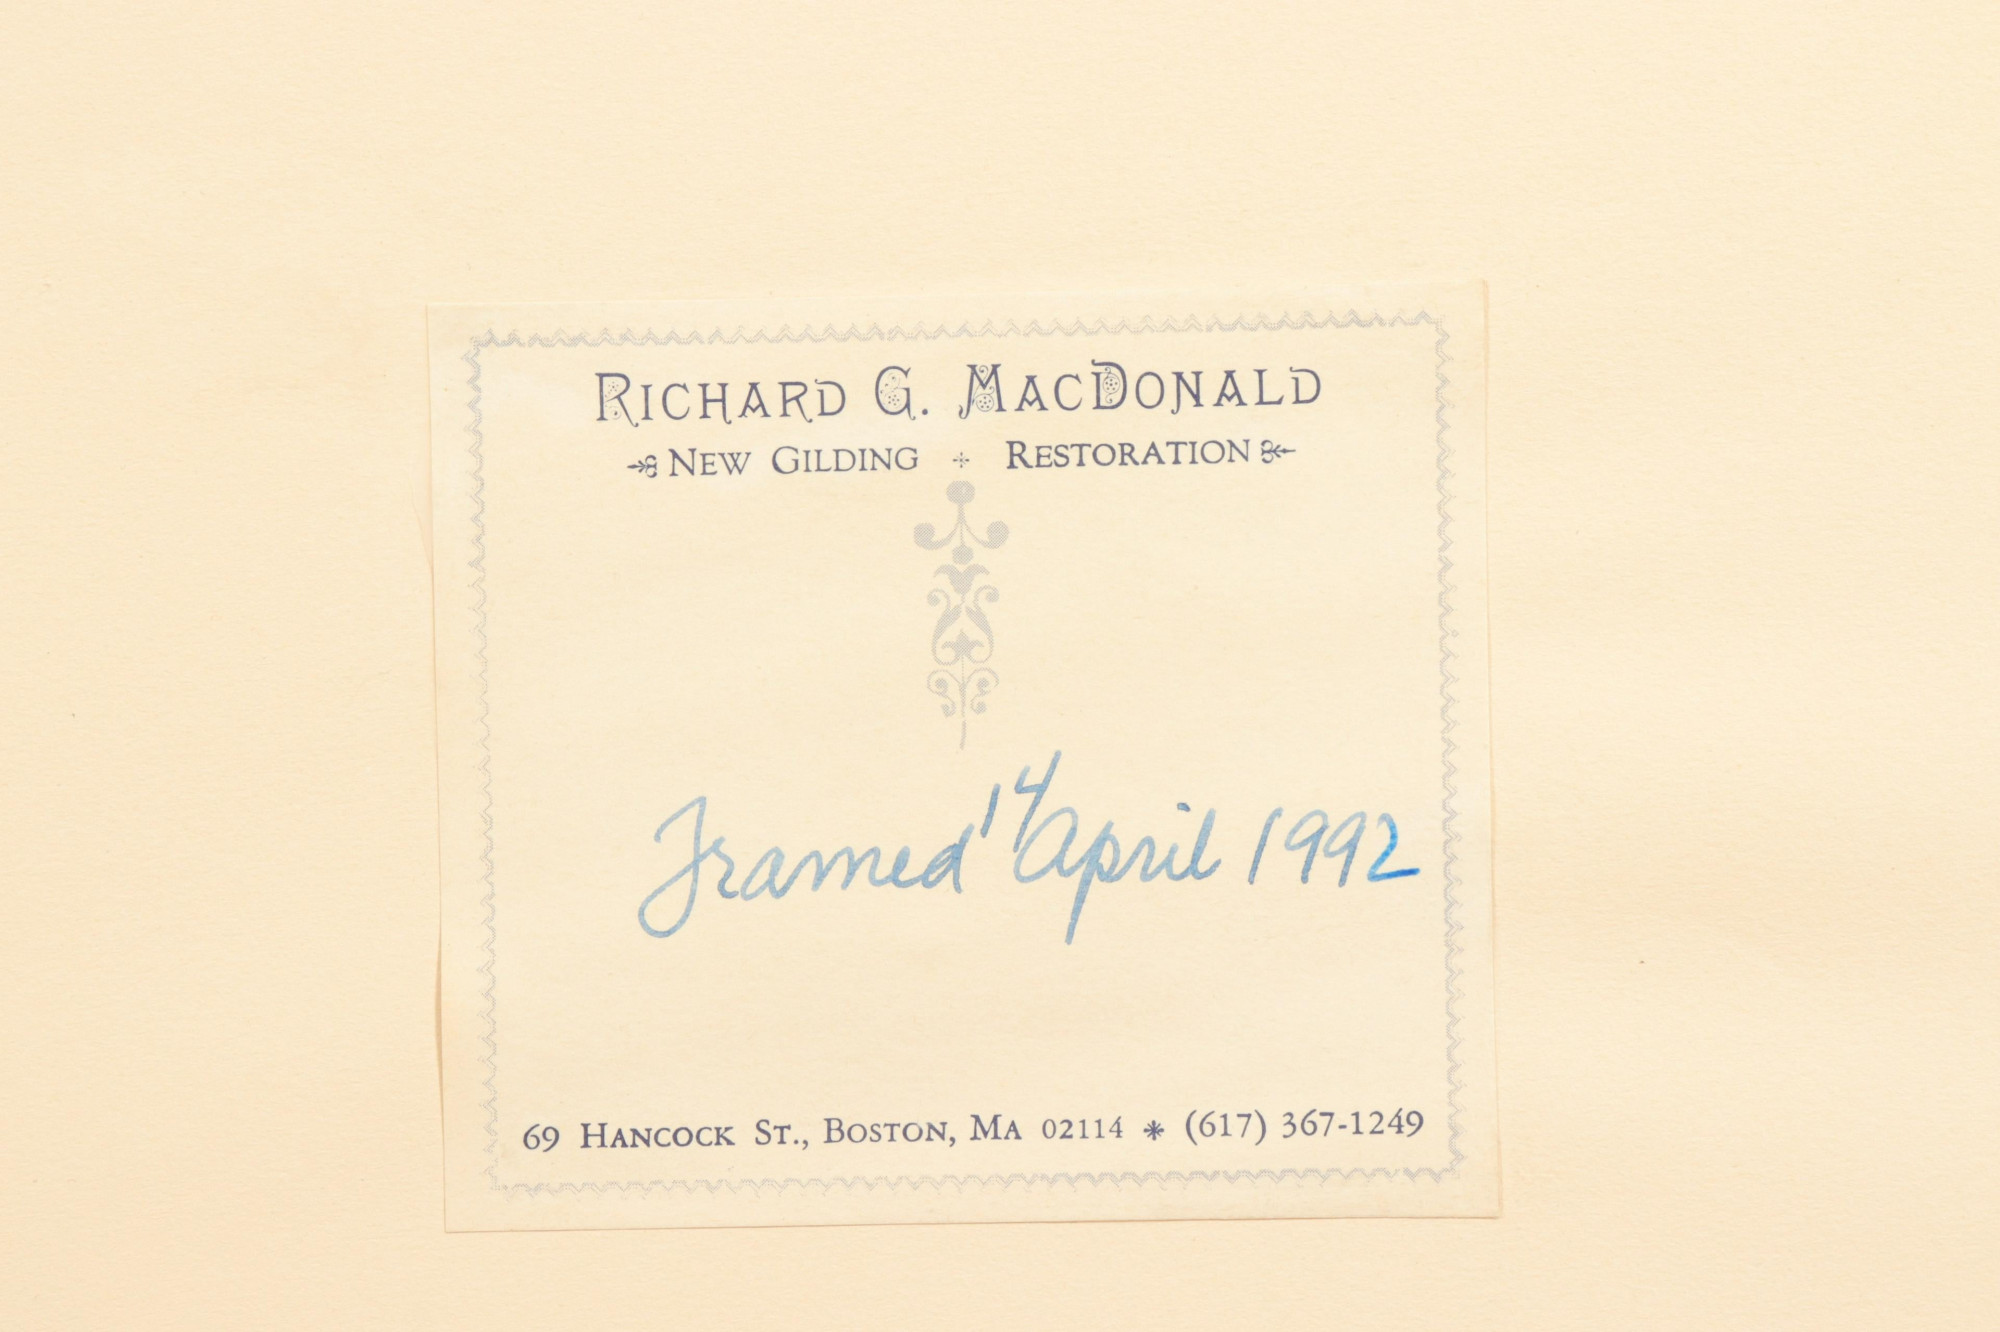 RICHARD G. MACDONALD
NEW GILDING + RESTORATION
Framed 14 April 1992
69 HANCOCK ST., BOSTON, MA 02114 * (617) 367-1249